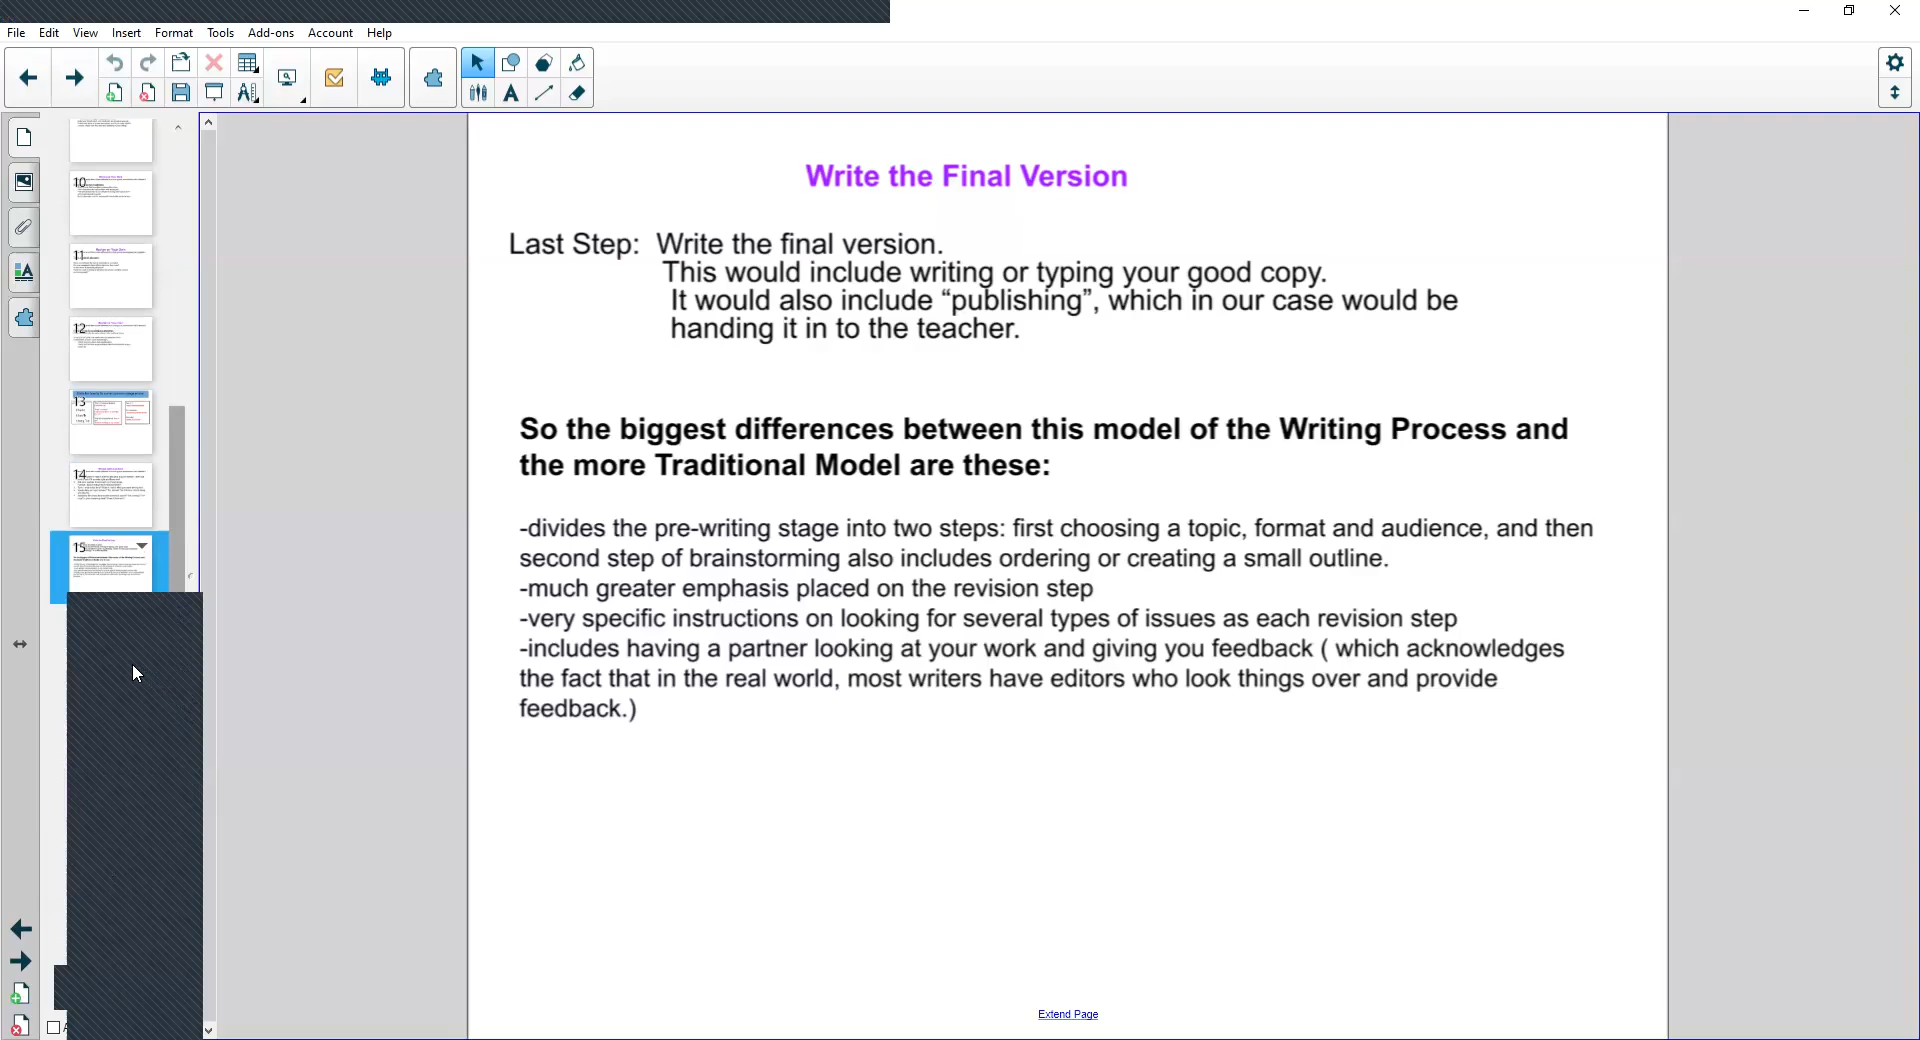 File Edit View Insert Format Tools Add-ons Account Help
10
11
12
13
14
15
Write the Final Version
Last Step: Write the final version.
This would include writing or typing your good copy.
It would also include “publishing”, which in our case would be
handing it in to the teacher.
So the biggest differences between this model of the Writing Process and
the more Traditional Model are these:
-divides the pre-writing stage into two steps: first choosing a topic, format and audience, and then
second step of brainstorming also includes ordering or creating a small outline.
-much greater emphasis placed on the revision step
-very specific instructions on looking for several types of issues as each revision step
-includes having a partner looking at your work and giving you feedback ( which acknowledges
the fact that in the real world, most writers have editors who look things over and provide
feedback.)
Extend Page